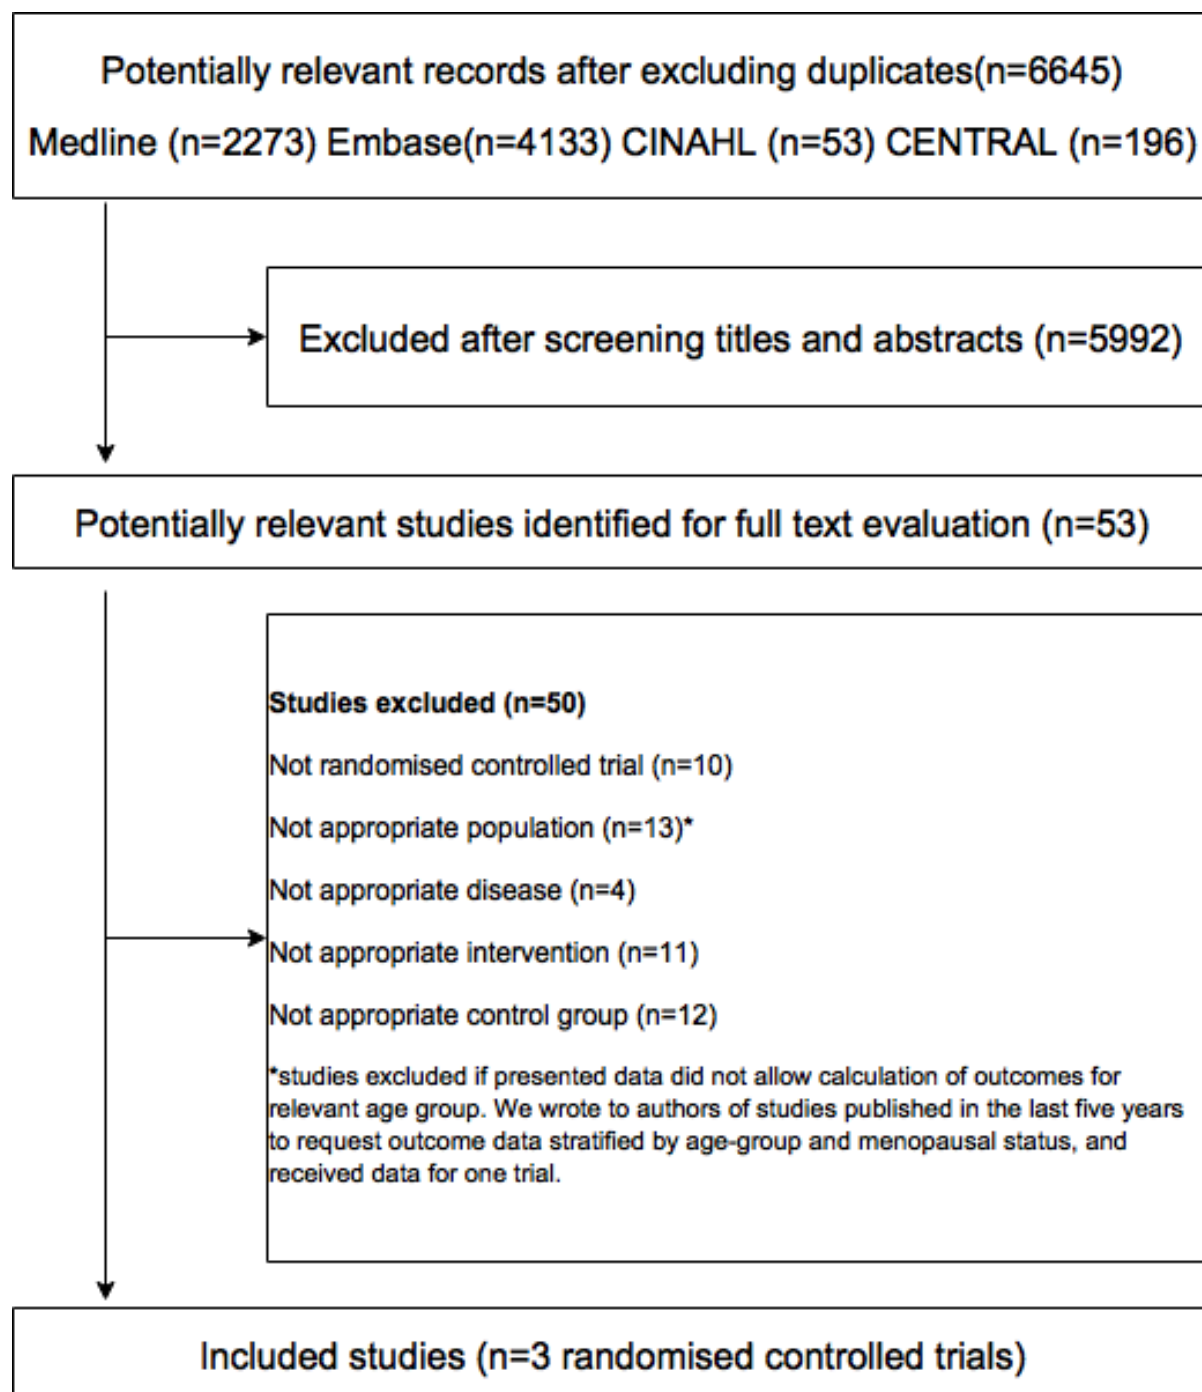 Potentially relevant records after excluding duplicates(n=6645)
Medline (n=2273) Embase(n=4133) CINAHL (n=53) CENTRAL (n=196)
Excluded after screening titles and abstracts (n=5992)
Potentially relevant studies identified for full text evaluation (n=53)
Studies excluded (n=50)
Not randomised controlled trial (n=10)
Not appropriate population (n=13)*
Not appropriate disease (n=4)
Not appropriate intervention (n=11)
Not appropriate control group (n=12)
*studies excluded if presented data did not allow calculation of outcomes for
relevant age group. We wrote to authors of studies published in the last five years
to request outcome data stratified by age-group and menopausal status, and
received data for one trial.
Included studies (n=3 randomised controlled trials)